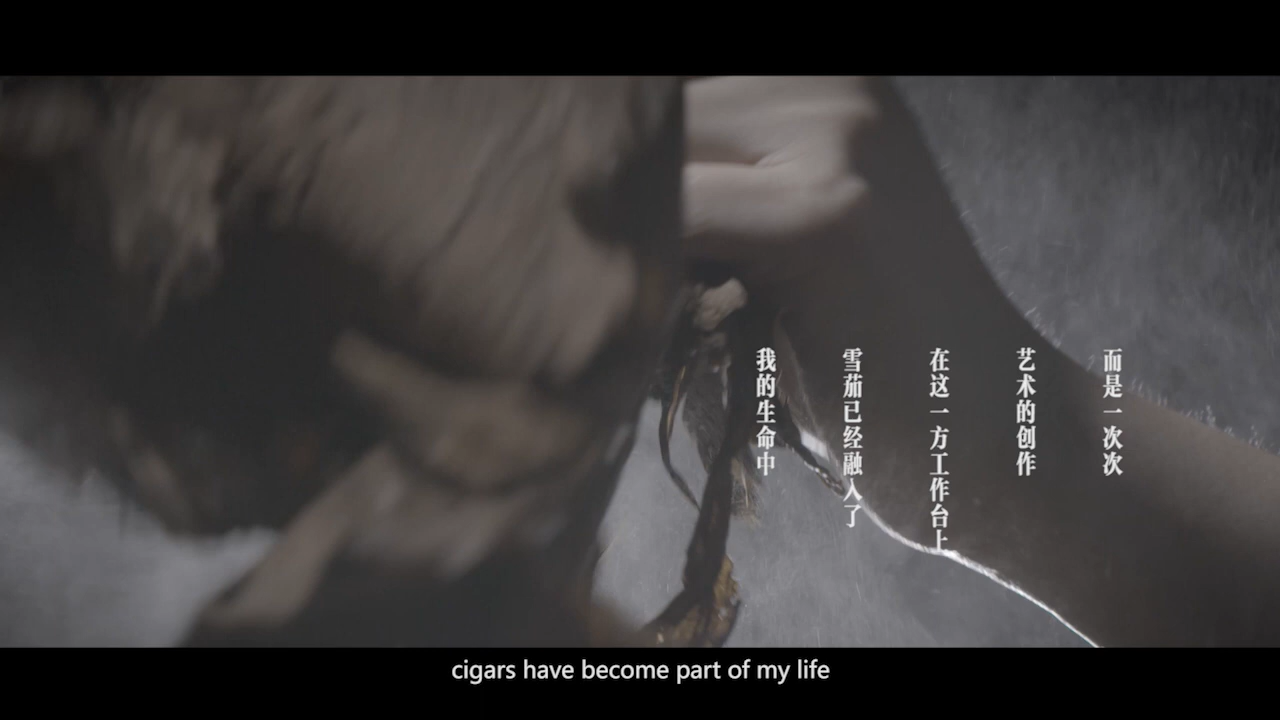 而是一次次
艺术的创作
在这一方工作台上
雪茄已经融入了
我的生命中
cigars have become part of my life